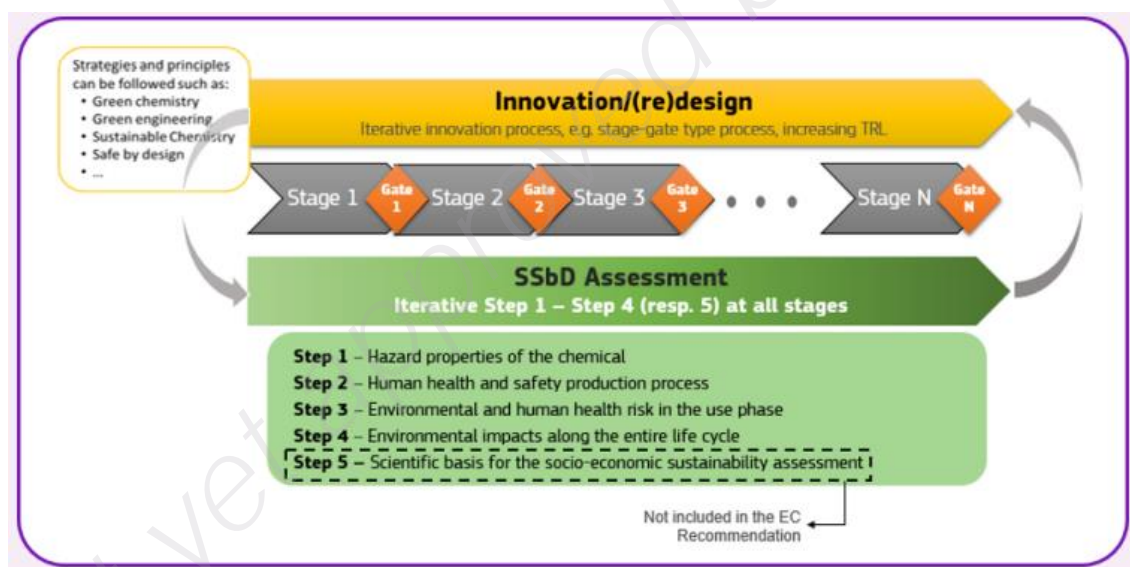 Strategies and principles
can be followed such as:
• Green chemistry
• Green engineering
• Sustainable Chemistry
• Safe by design
• ...
Innovation/(re)design
Iterative innovation process, e.g. stage-gate type process, increasing TRL
Stage 1
Gate
1
Stage 2
Gate
2
Stage 3
Gate
3
Stage N
Gate
N
SSbD Assessment
Iterative Step 1 – Step 4 (resp. 5) at all stages
Step 1 – Hazard properties of the chemical
Step 2 – Human health and safety production process
Step 3 – Environmental and human health risk in the use phase
Step 4 – Environmental impacts along the entire life cycle
Step 5 – Scientific basis for the socio-economic sustainability assessment
Not included in the EC
Recommendation
yet approved